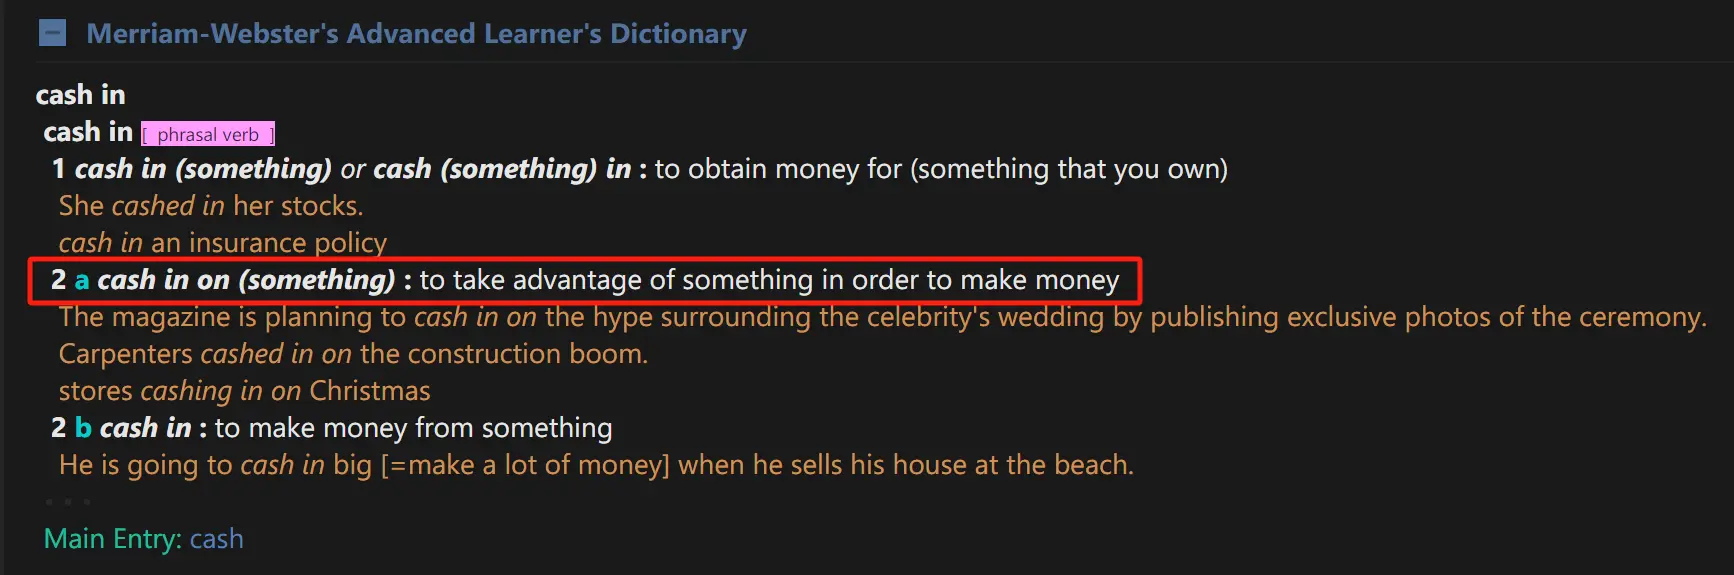 Merriam-Webster's Advanced Learner's Dictionary
cash in
cash in [ phrasal verb ]
1 cash in (something) or cash (something) in : to obtain money for (something that you own)
She cashed in her stocks.
cash in an insurance policy
2 a cash in on (something) : to take advantage of something in order to make money
The magazine is planning to cash in on the hype surrounding the celebrity's wedding by publishing exclusive photos of the ceremony.
Carpenters cashed in on the construction boom.
stores cashing in on Christmas
2 b cash in : to make money from something
He is going to cash in big [=make a lot of money] when he sells his house at the beach.
• • •
Main Entry: cash